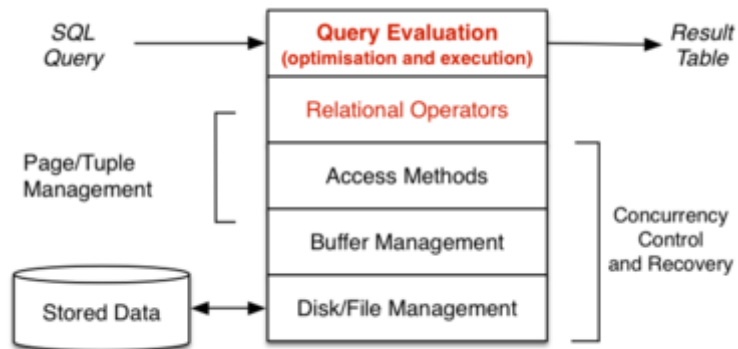 SQL
Query
Query Evaluation
(optimisation and execution)
Result
Table
Relational Operators
Page/Tuple
Management
Access Methods
Buffer Management
Concurrency
Control
and Recovery
Stored Data
Disk/File Management